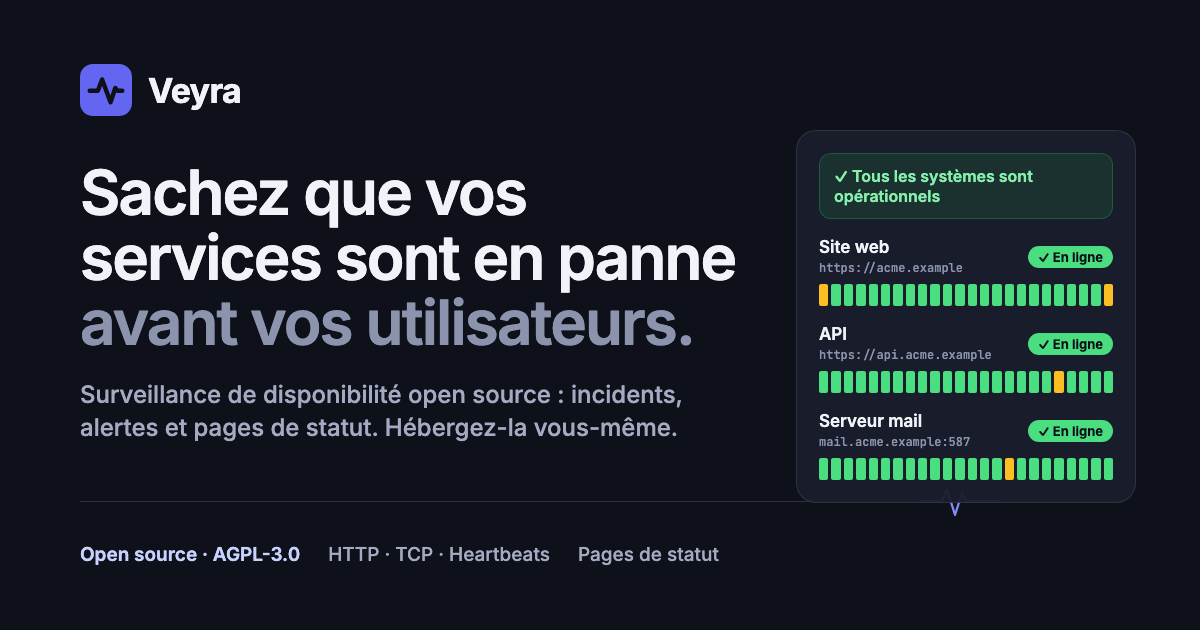 Veyra
Sachez que vos
services sont en panne
avant vos utilisateurs.
Surveillance de disponibilité open source : incidents,
alertes et pages de statut. Hébergez-la vous-même.
✓ Tous les systèmes sont
opérationnels
Site web
✓ En ligne
https://acme.example
API
✓ En ligne
https://api.acme.example
Serveur mail
✓ En ligne
mail.acme.example:587
Open source · AGPL-3.0 HTTP · TCP · Heartbeats Pages de statut